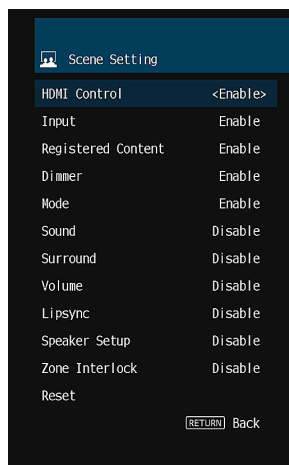 Scene Setting
HDMI Control <Enable>
Input Enable
Registered Content Enable
Dimmer Enable
Mode Enable
Sound Disable
Surround Disable
Volume Disable
Lipsync Disable
Speaker Setup Disable
Zone Interlock Disable
Reset
RETURN Back